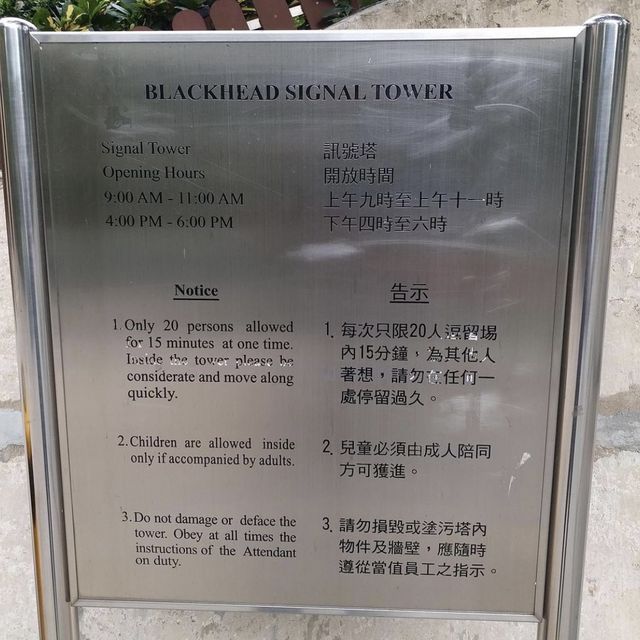 BLACKHEAD SIGNAL TOWER
Signal Tower
Opening Hours
9:00 AM - 11:00 AM
4:00 PM - 6:00 PM
訊號塔
開放時間
上午九時至上午十一時
下午四時至六時
Notice
1. Only 20 persons allowed
for 15 minutes at one time.
Inside the tower please be
considerate and move along
quickly.
2. Children are allowed inside
only if accompanied by adults.
3. Do not damage or deface the
tower. Obey at all times the
instructions of the Attendant
on duty.
告示
1. 每次只限20人逗留場
內15分鐘，為其他人
著想，請勿在任何一
處停留過久。
2. 兒童必須由成人陪同
方可獲進。
3. 請勿損毀或塗污塔內
物件及牆壁，應隨時
遵從當值員工之指示。